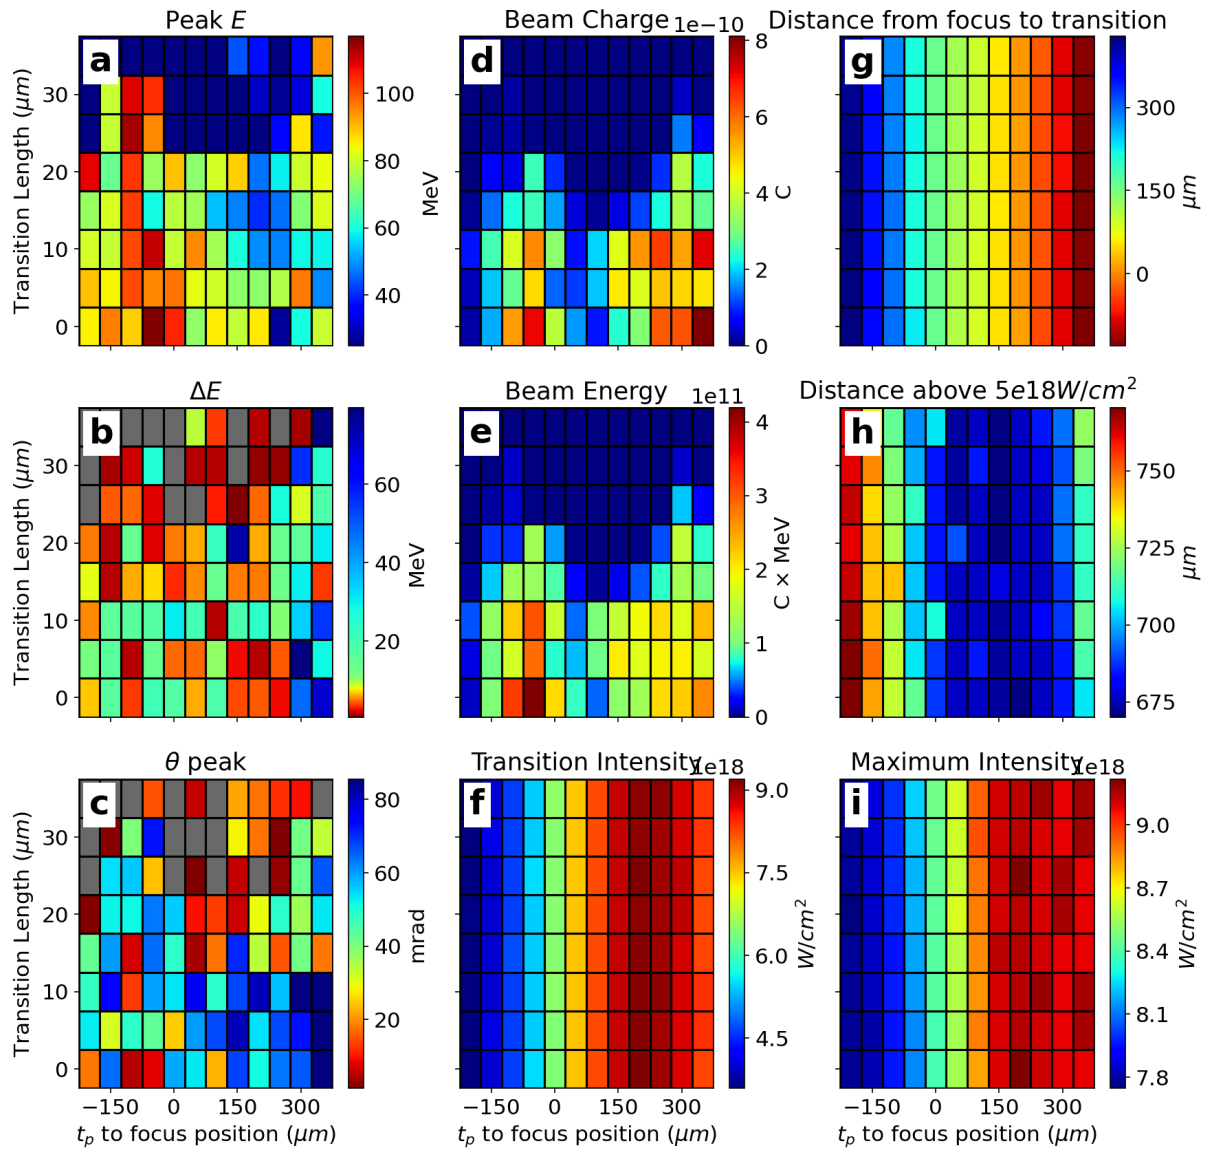 Peak E
a
Transition Length (μm)
30
20
10
0
100
80
60
40
MeV
Beam Charge
1e−10
d
8
6
4
2
0
C
Distance from focus to transition
g
300
150
0
μm
ΔE
b
Transition Length (μm)
30
20
10
0
60
40
20
MeV
Beam Energy
1e11
e
4
3
2
1
0
C × MeV
Distance above 5e18W/cm²
h
750
725
700
675
μm
θ peak
c
Transition Length (μm)
30
20
10
0
−150 0 150 300
t_p to focus position (μm)
80
60
40
20
mrad
Transition Intensity
1e18
f
9.0
7.5
6.0
4.5
W/cm²
−150 0 150 300
t_p to focus position (μm)
Maximum Intensity
1e18
i
9.0
8.7
8.4
8.1
7.8
W/cm²
−150 0 150 300
t_p to focus position (μm)